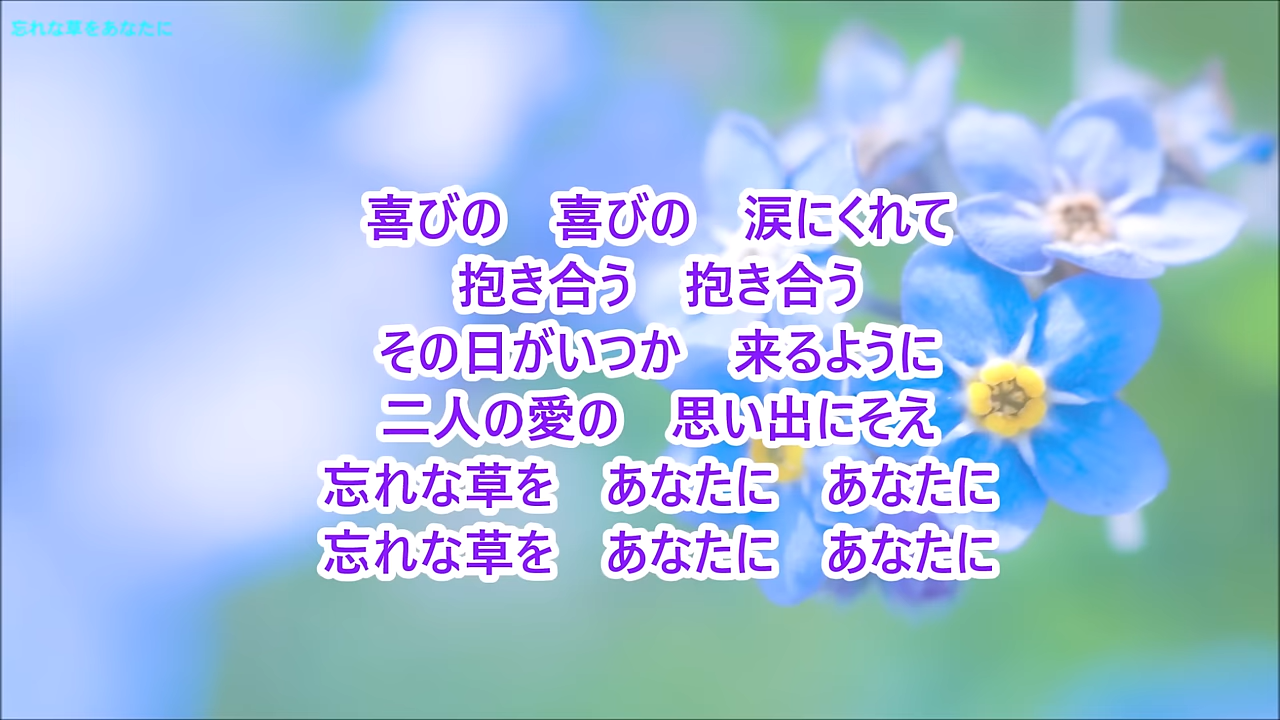 忘れな草をあなたに
喜びの　喜びの　涙にくれて
抱き合う　抱き合う
その日がいつか　来るように
二人の愛の　思い出にそえ
忘れな草を　あなたに　あなたに
忘れな草を　あなたに　あなたに